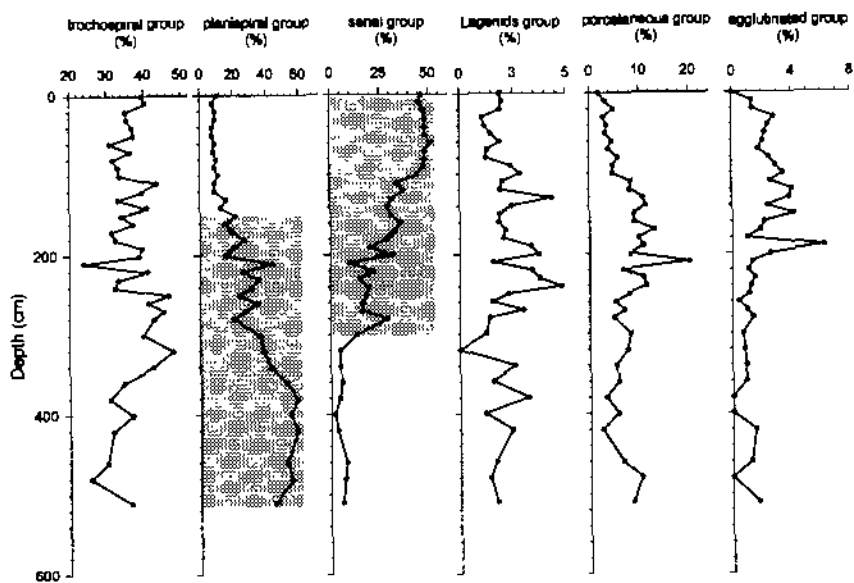 trochospiral group
(%)
20 30 40 50
planispiral group
(%)
0 20 40 60
serial group
(%)
0 25 50
Lagenids group
(%)
0 3 5
porcelaneous group
(%)
0 10 20
agglutinated group
(%)
0 4 8
Depth (cm)
0
200
400
600